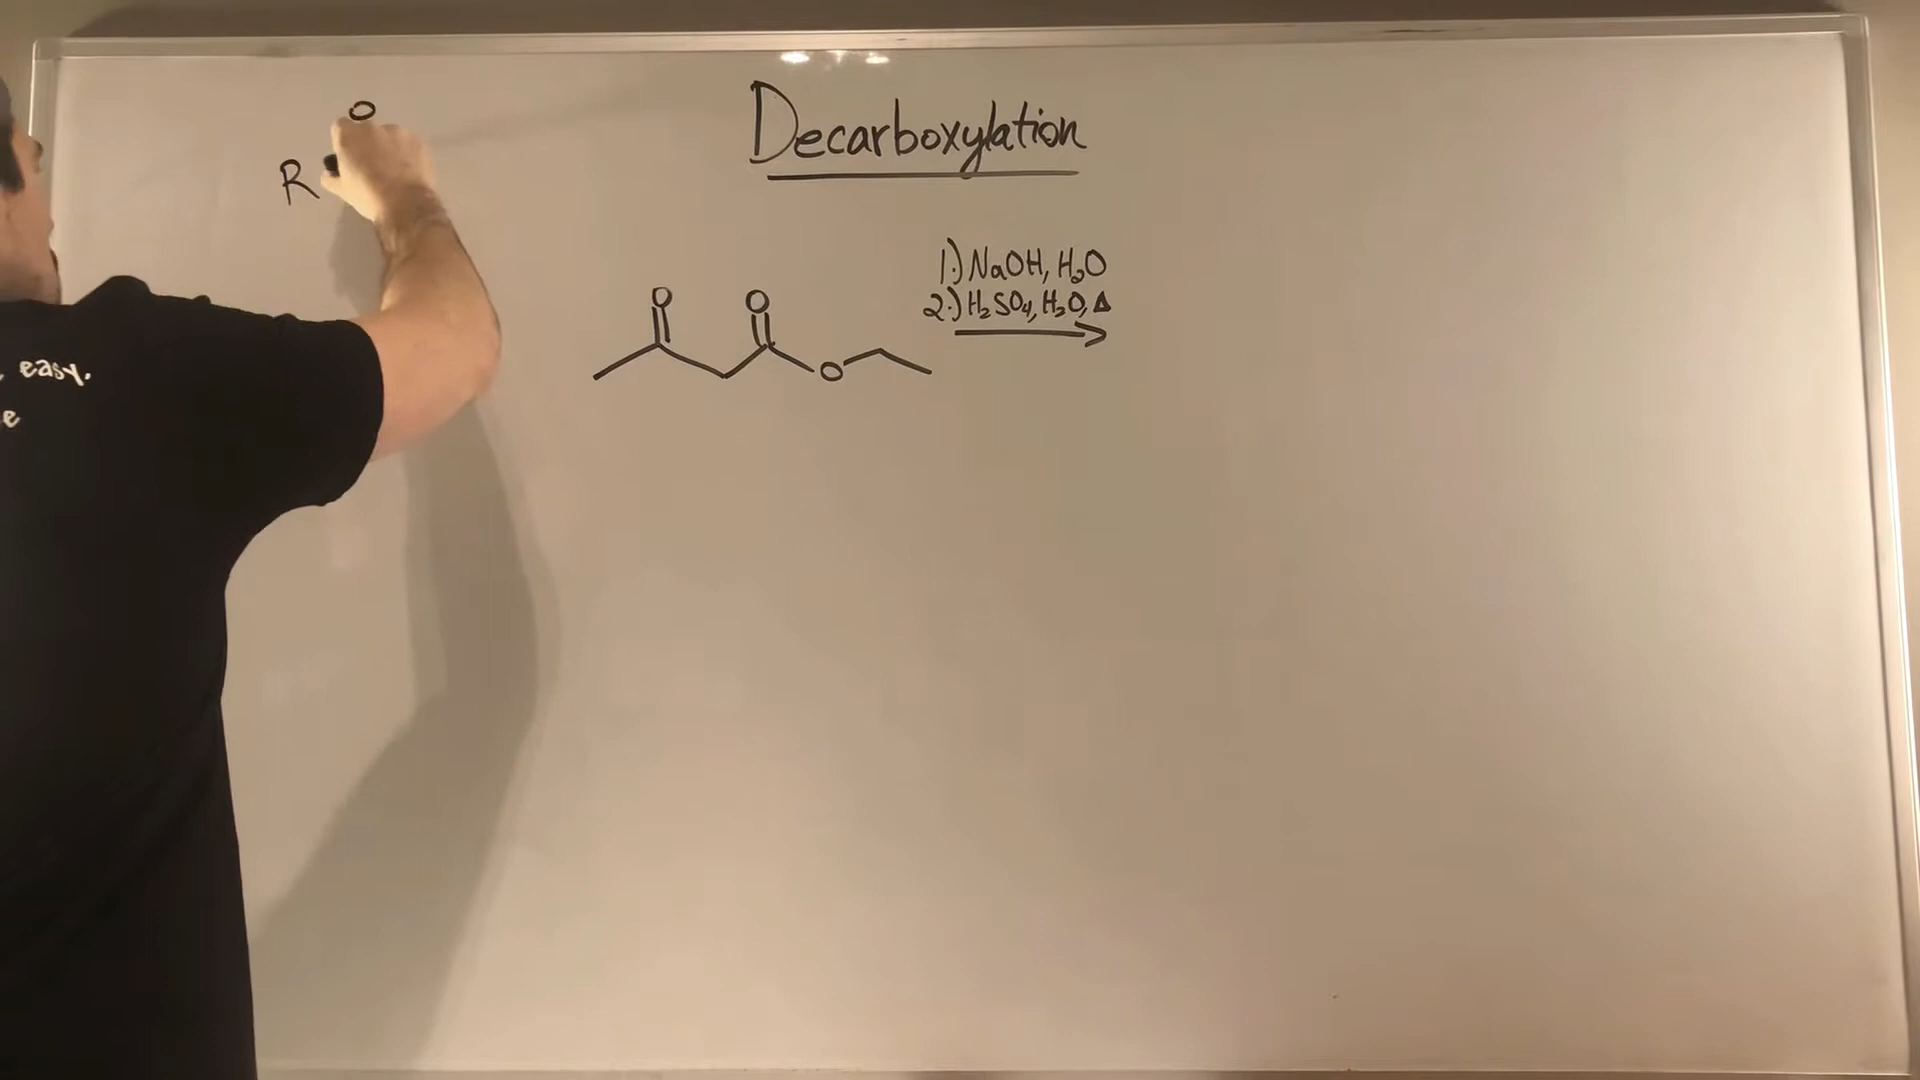 Decarboxylation
O
R
1.) NaOH, H₂O
2.) H₂SO₄, H₂O, Δ
O O
O
easy.
e